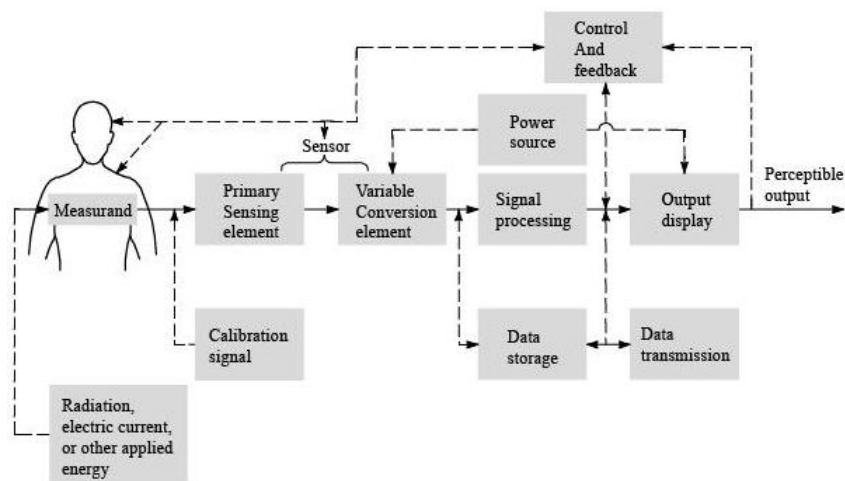 Control
And
feedback
Power
source
Sensor
Perceptible
output
Measurand
Primary
Sensing
element
Variable
Conversion
element
Signal
processing
Output
display
Calibration
signal
Data
storage
Data
transmission
Radiation,
electric current,
or other applied
energy